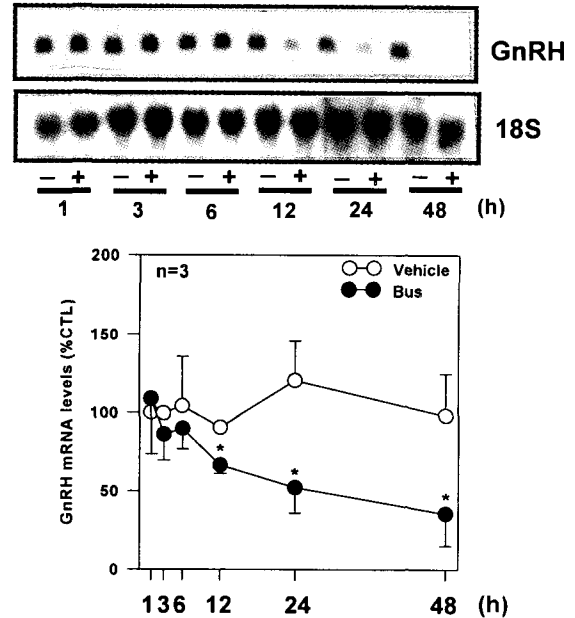 GnRH
18S
− + − + − + − + − + − +
1 3 6 12 24 48 (h)
n=3
Vehicle
Bus
GnRH mRNA levels (%CTL)
200
150
100
50
0
* * *
1 3 6 12 24 48 (h)